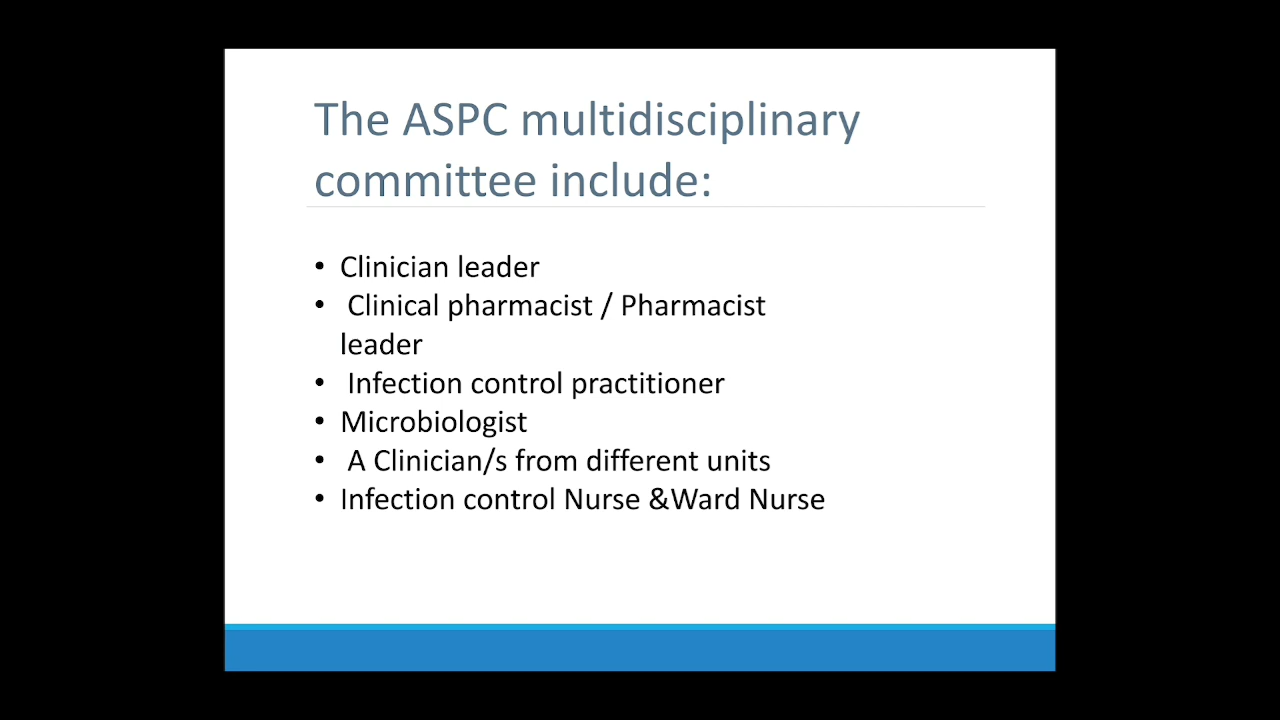 The ASPC multidisciplinary
committee include:
• Clinician leader
• Clinical pharmacist / Pharmacist
leader
• Infection control practitioner
• Microbiologist
• A Clinician/s from different units
• Infection control Nurse &Ward Nurse